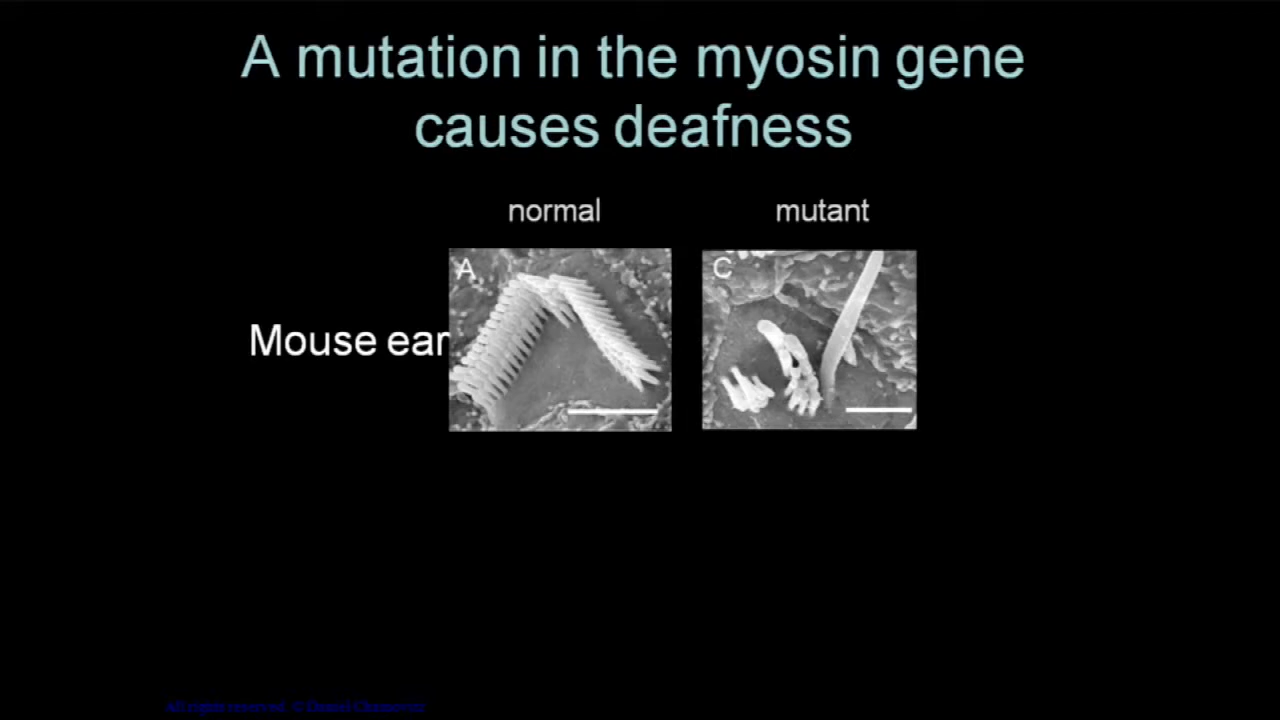 A mutation in the myosin gene
causes deafness
normal
mutant
A
C
Mouse ear
All rights reserved. © Daniel Chamovitz